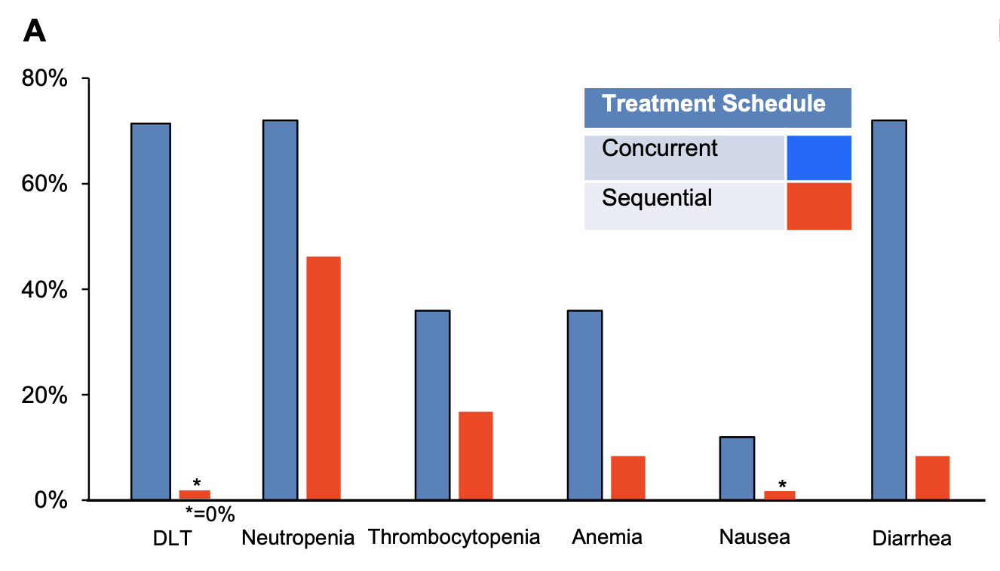 A
80%
60%
40%
20%
0%
Treatment Schedule
Concurrent
Sequential
*
*
*=0%
DLT
Neutropenia
Thrombocytopenia
Anemia
Nausea
Diarrhea